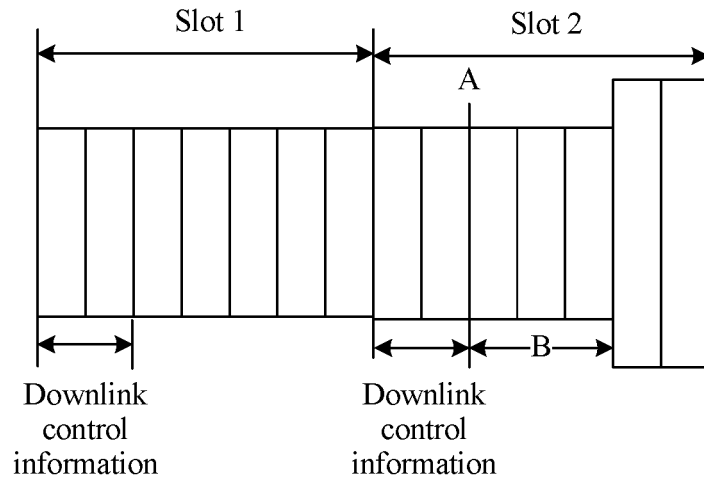 Slot 1
Slot 2
A
B
Downlink
control
information
Downlink
control
information